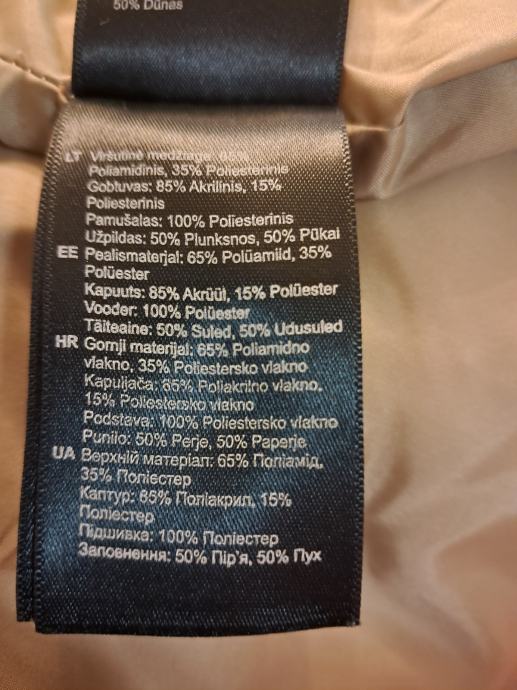 50% Dūnas
LT Viršutinė medžiaga: 65%
Poliamidinis, 35% Poliesterinis
Gobtuvas: 85% Akrilinis, 15%
Poliesterinis
Pamušalas: 100% Poliesterinis
Užpildas: 50% Plunksnos, 50% Pūkai
EE Pealismaterjal: 65% Polüamiid, 35%
Polüester
Kapuuts: 85% Akrüül, 15% Polüester
Vooder: 100% Polüester
Täiteaine: 50% Suled, 50% Udusuled
HR Gornji materijal: 65% Poliamidno
vlakno, 35% Poliestersko vlakno
Kapuljača: 85% Poliakrilno vlakno,
15% Poliestersko vlakno
Podstava: 100% Poliestersko vlakno
Punilo: 50% Perje, 50% Paperje
UA Верхній матеріал: 65% Поліамід,
35% Поліестер
Каптур: 85% Поліакрил, 15%
Поліестер
Підшивка: 100% Поліестер
Заповнення: 50% Пір'я, 50% Пух